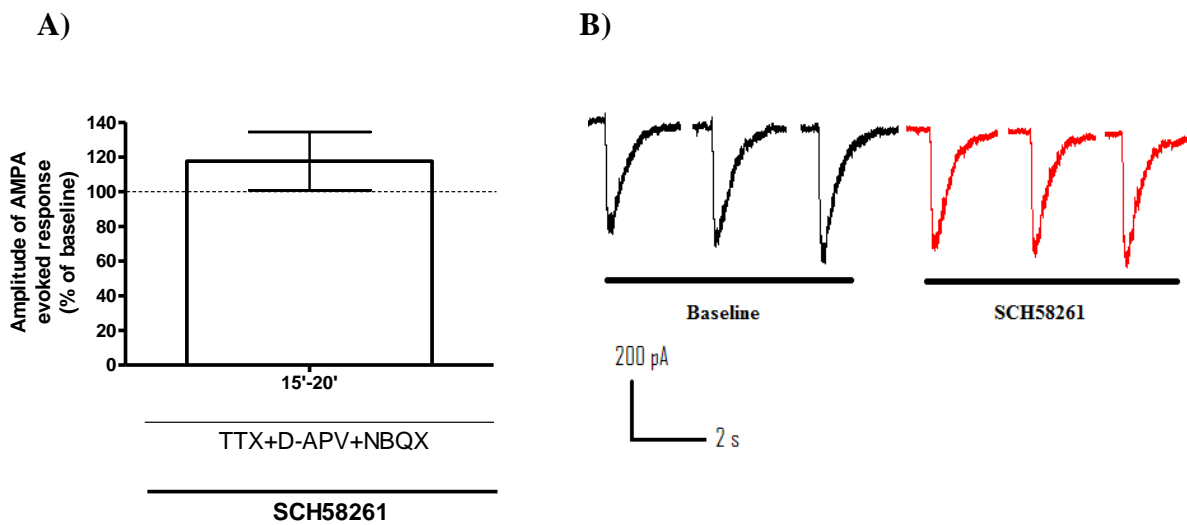 A)
B)
Amplitude of AMPA
evoked response
(% of baseline)
140
120
100
80
60
40
20
0
15'-20'
TTX+D-APV+NBQX
SCH58261
Baseline
SCH58261
200 pA
2 s